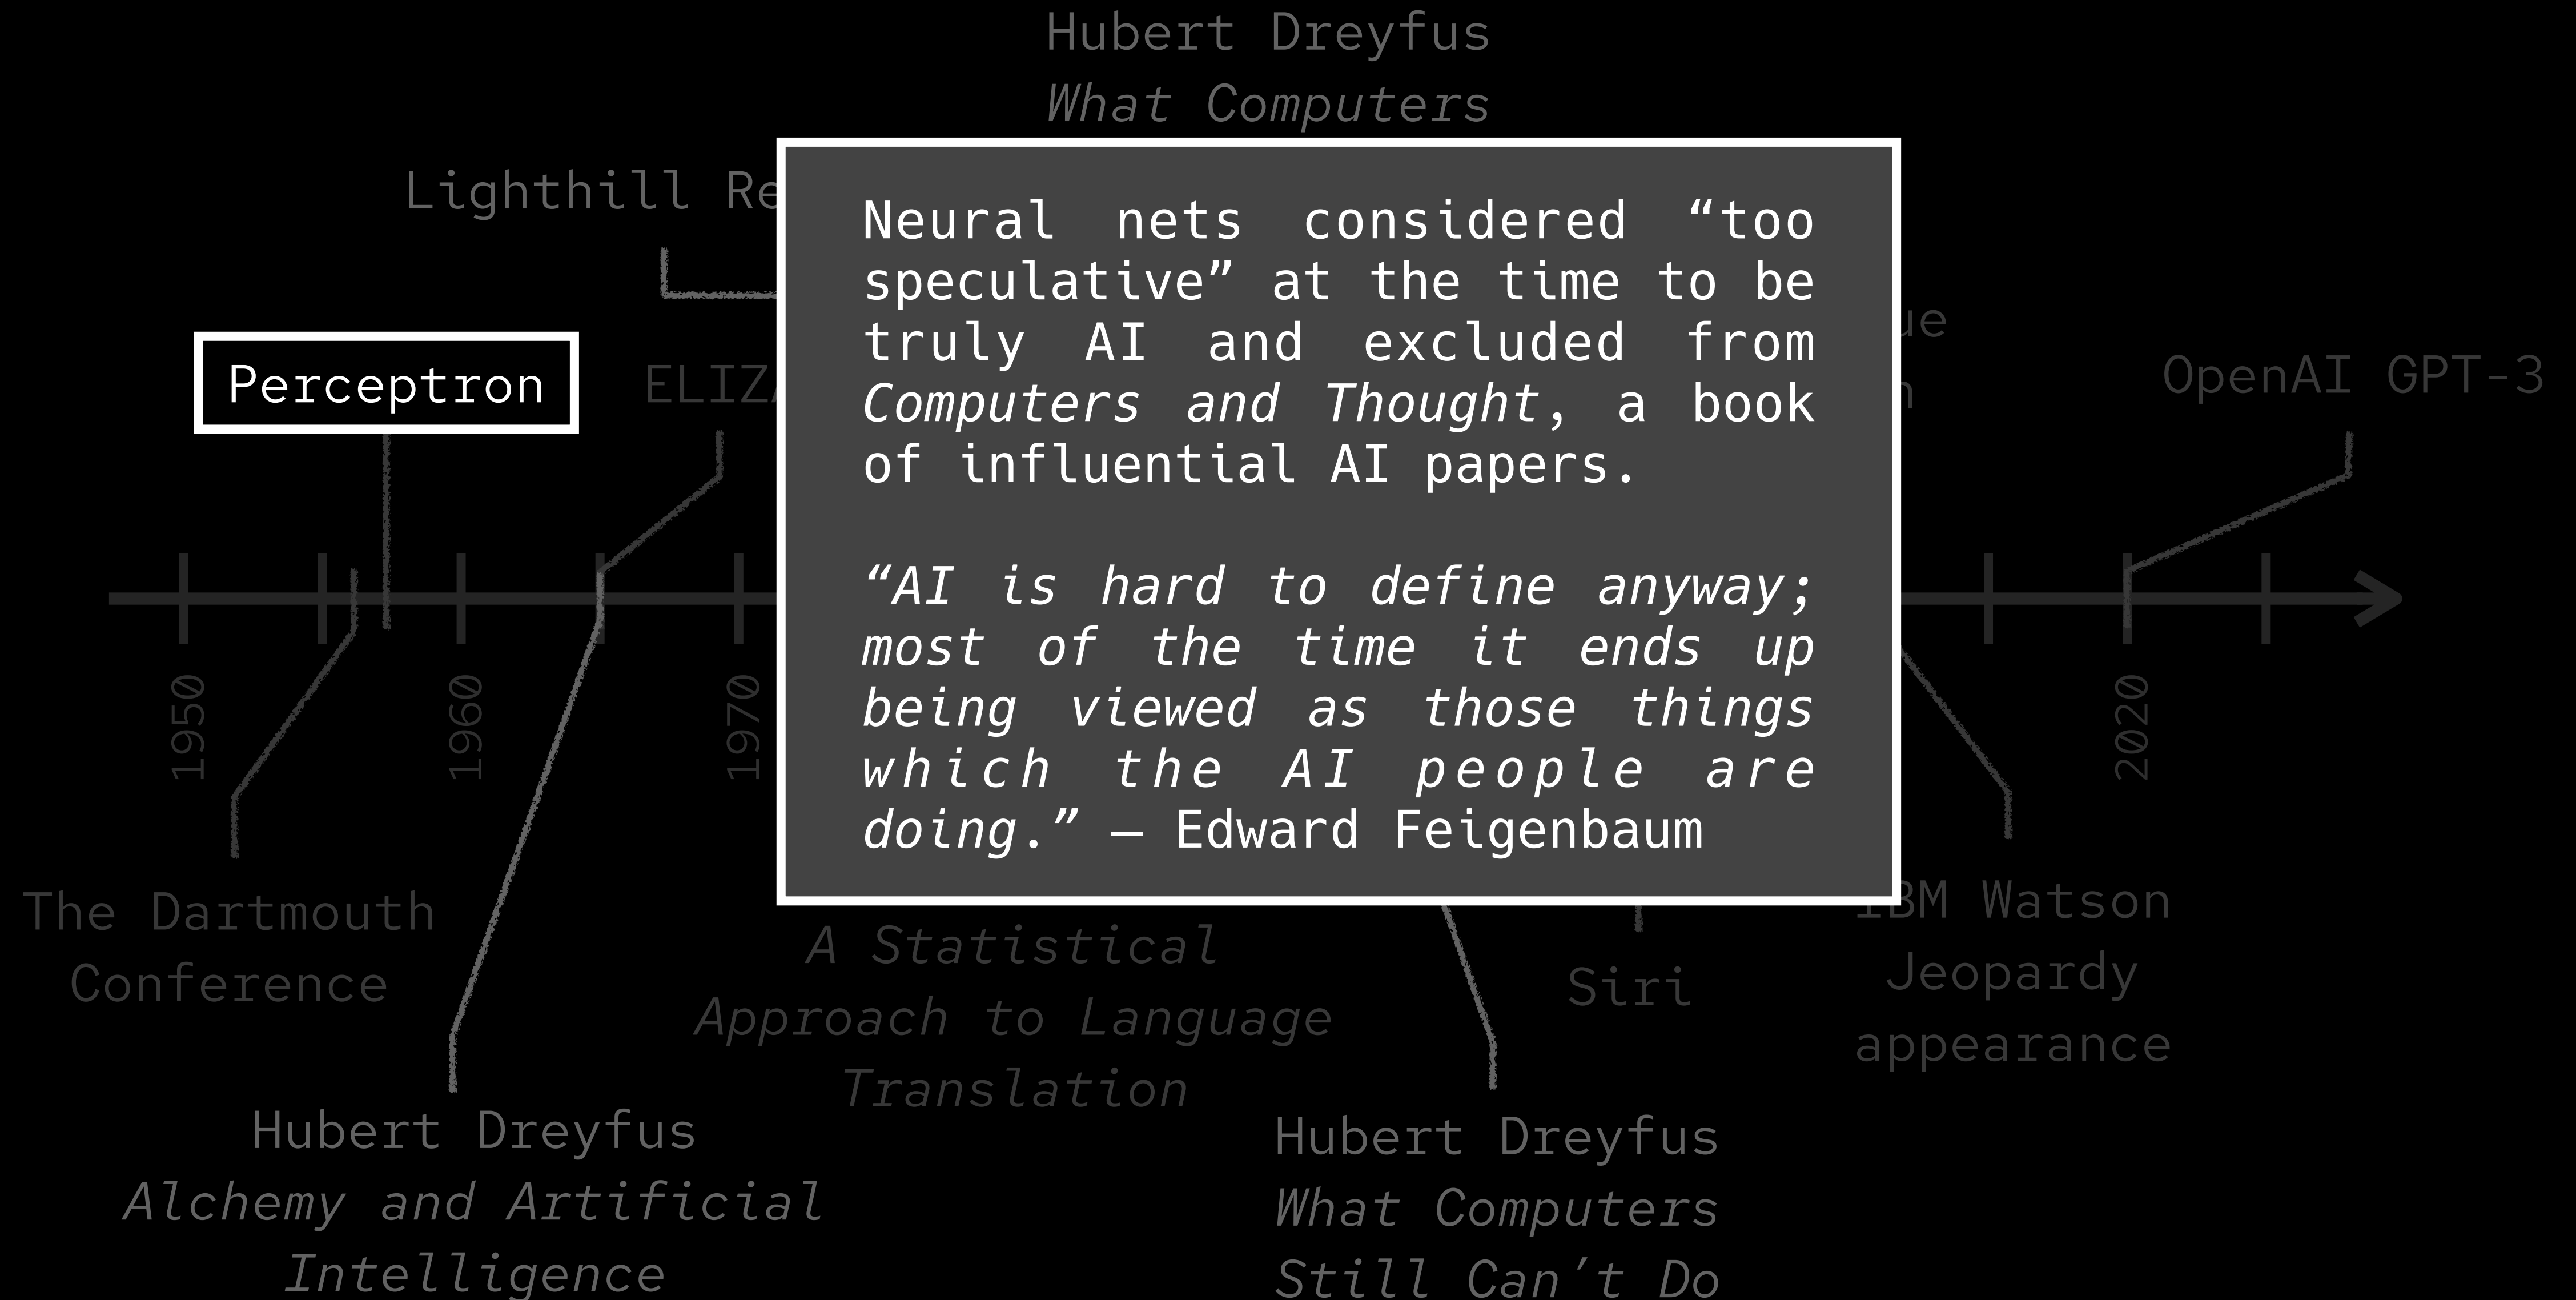 Hubert Dreyfus
What Computers
Lighthill Re
Perceptron
ELIZA
Neural nets considered “too
speculative” at the time to be
truly AI and excluded from
Computers and Thought, a book
of influential AI papers.
“AI is hard to define anyway;
most of the time it ends up
being viewed as those things
which the AI people are
doing.” — Edward Feigenbaum
ue
n
OpenAI GPT-3
1950
1960
1970
2020
The Dartmouth
Conference
A Statistical
Approach to Language
Translation
Siri
IBM Watson
Jeopardy
appearance
Hubert Dreyfus
Alchemy and Artificial
Intelligence
Hubert Dreyfus
What Computers
Still Can’t Do